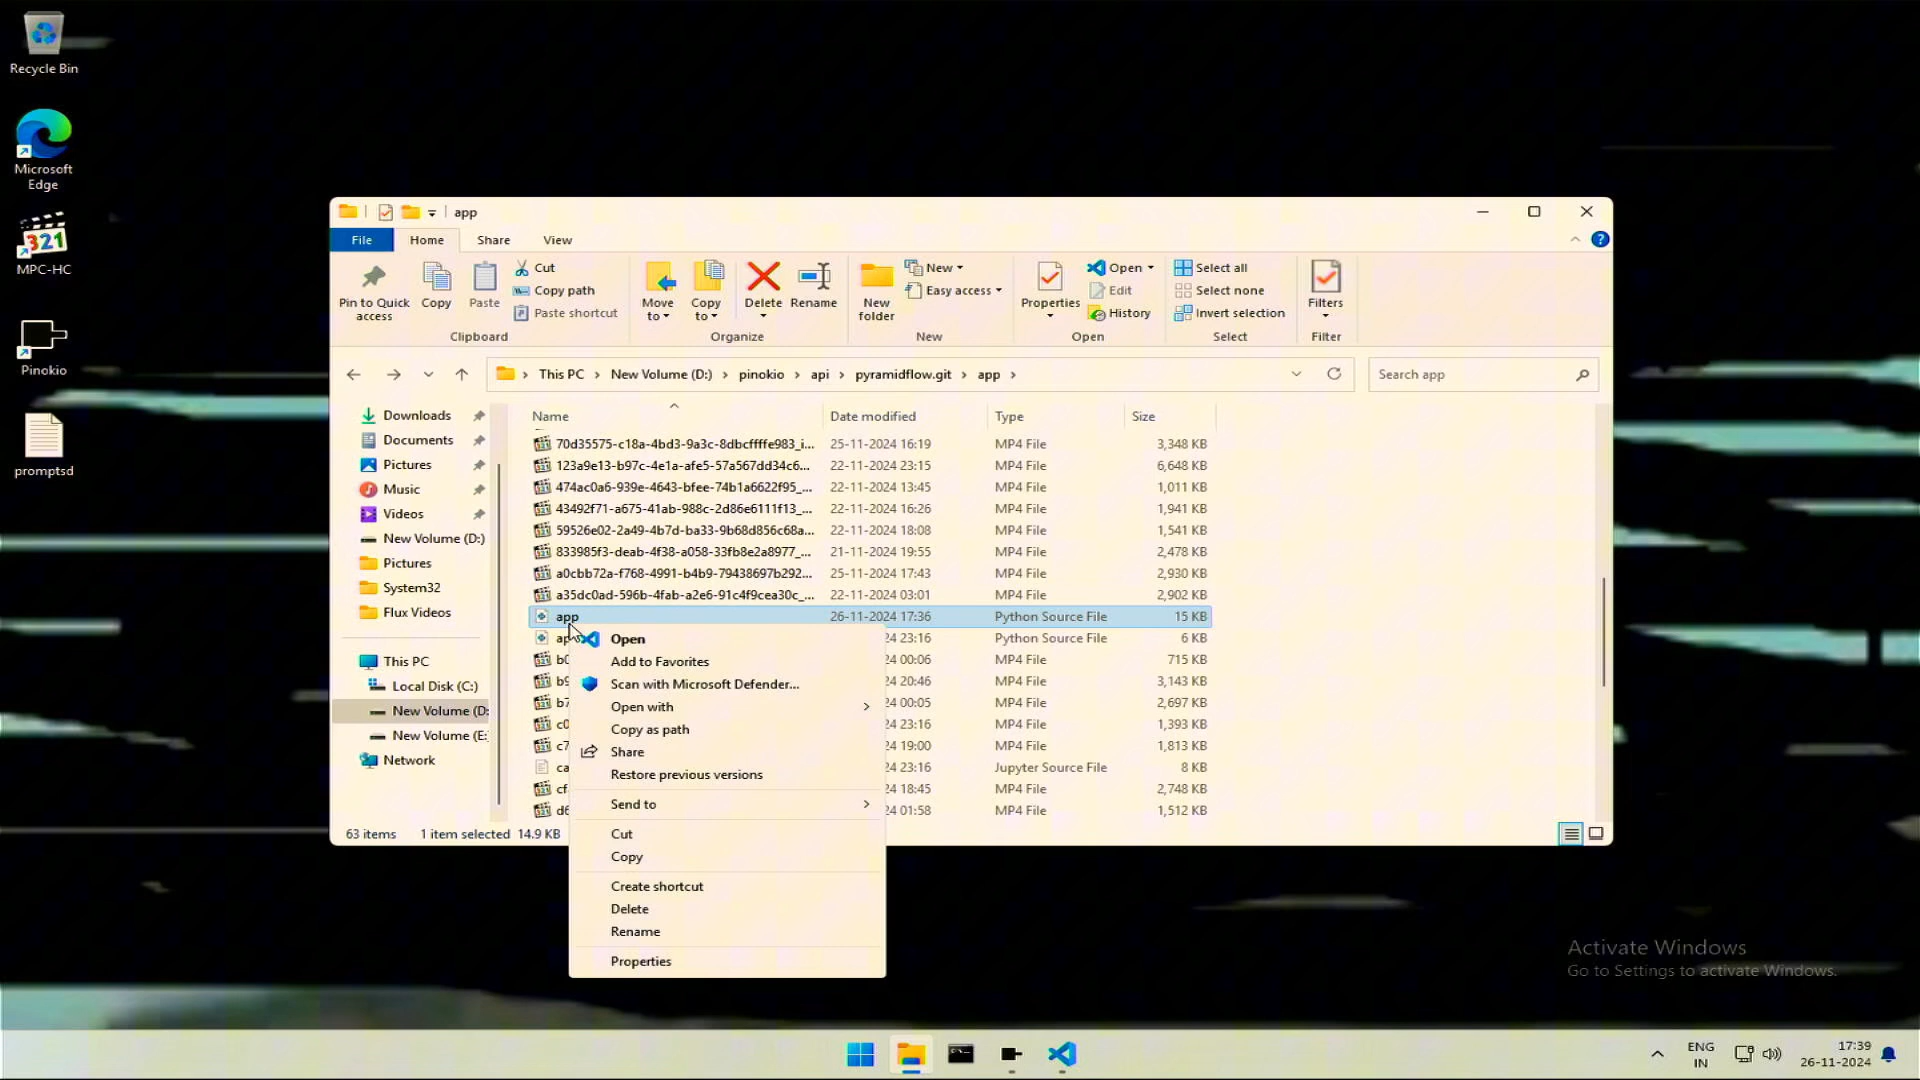 Recycle Bin
Microsoft
Edge
MPC-HC
Pinokio
promptsd
app
File
Home
Share
View
Pin to Quick
access
Copy
Paste
Cut
Copy path
Paste shortcut
Clipboard
Move
to
Copy
to
Delete
Rename
Organize
New
folder
New
Easy access
New
Properties
Open
Edit
History
Open
Select all
Select none
Invert selection
Select
Filters
Filter
This PC
New Volume (D:)
pinokio
api
pyramidflow.git
app
Search app
Downloads
Documents
Pictures
Music
Videos
New Volume (D:)
Pictures
System32
Flux Videos
This PC
Local Disk (C:)
New Volume (D:
New Volume (E:
Network
Name Date modified Type Size
70d35575-c18a-4bd3-9a3c-8dbcffffe983_i... 25-11-2024 16:19 MP4 File 3,348 KB
123a9e13-b97c-4e1a-afe5-57a567dd34c6... 22-11-2024 23:15 MP4 File 6,648 KB
474ac0a6-939e-4643-bfee-74b1a6622f95_... 22-11-2024 13:45 MP4 File 1,011 KB
43492f71-a675-41ab-988c-2d86e6111f13_... 22-11-2024 16:26 MP4 File 1,941 KB
59526e02-2a49-4b7d-ba33-9b68d856c68a... 22-11-2024 18:08 MP4 File 1,541 KB
833985f3-deab-4f38-a058-33fb8e2a8977_... 21-11-2024 19:55 MP4 File 2,478 KB
a0cbb72a-f768-4991-b4b9-79438697b292... 25-11-2024 17:43 MP4 File 2,930 KB
a35dc0ad-596b-4fab-a2e6-91c4f9cea30c_... 22-11-2024 03:01 MP4 File 2,902 KB
app 26-11-2024 17:36 Python Source File 15 KB
ap 24 23:16 Python Source File 6 KB
b0 24 00:06 MP4 File 715 KB
b9 24 20:46 MP4 File 3,143 KB
b7 24 00:05 MP4 File 2,697 KB
c0 24 23:16 MP4 File 1,393 KB
c7 24 19:00 MP4 File 1,813 KB
ca 24 23:16 Jupyter Source File 8 KB
cf 24 18:45 MP4 File 2,748 KB
d6 24 01:58 MP4 File 1,512 KB
Open
Add to Favorites
Scan with Microsoft Defender...
Open with
Copy as path
Share
Restore previous versions
Send to
Cut
Copy
Create shortcut
Delete
Rename
Properties
63 items 1 item selected 14.9 KB
Activate Windows
Go to Settings to activate Windows.
ENG
IN
17:39
26-11-2024